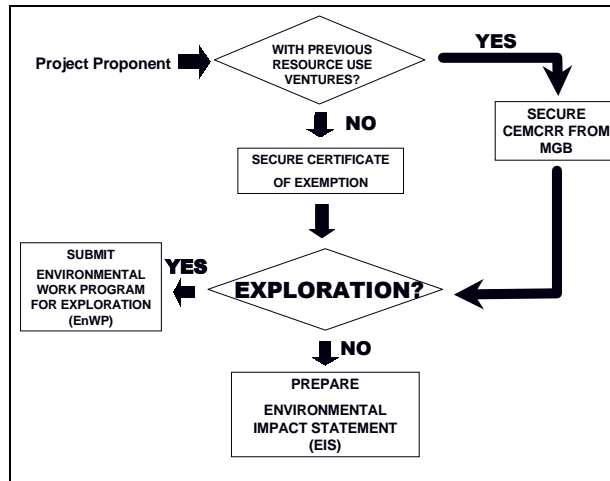 Project Proponent
WITH PREVIOUS
RESOURCE USE
VENTURES?
YES
SECURE
CEMCRR FROM
MGB
NO
SECURE CERTIFICATE
OF EXEMPTION
EXPLORATION?
YES
SUBMIT
ENVIRONMENTAL
WORK PROGRAM
FOR EXPLORATION
(EnWP)
NO
PREPARE
ENVIRONMENTAL
IMPACT STATEMENT
(EIS)